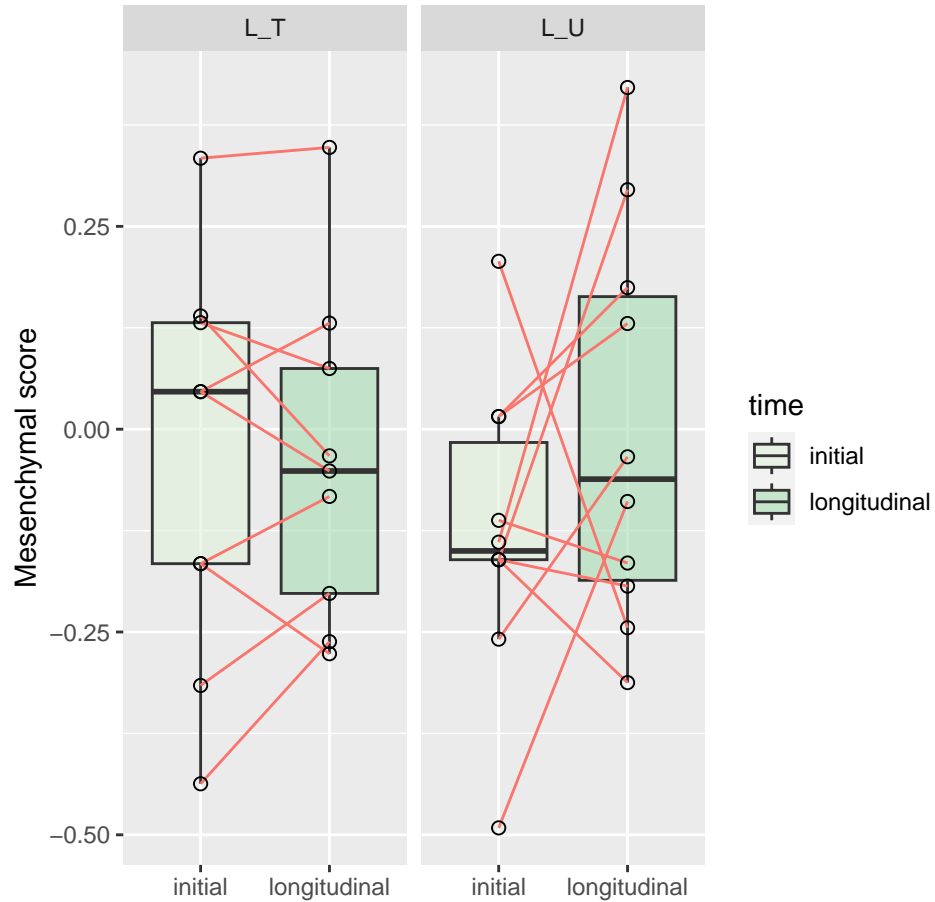 L_T
L_U
Mesenchymal score
0.25
0.00
−0.25
−0.50
initial
longitudinal
initial
longitudinal
time
initial
longitudinal